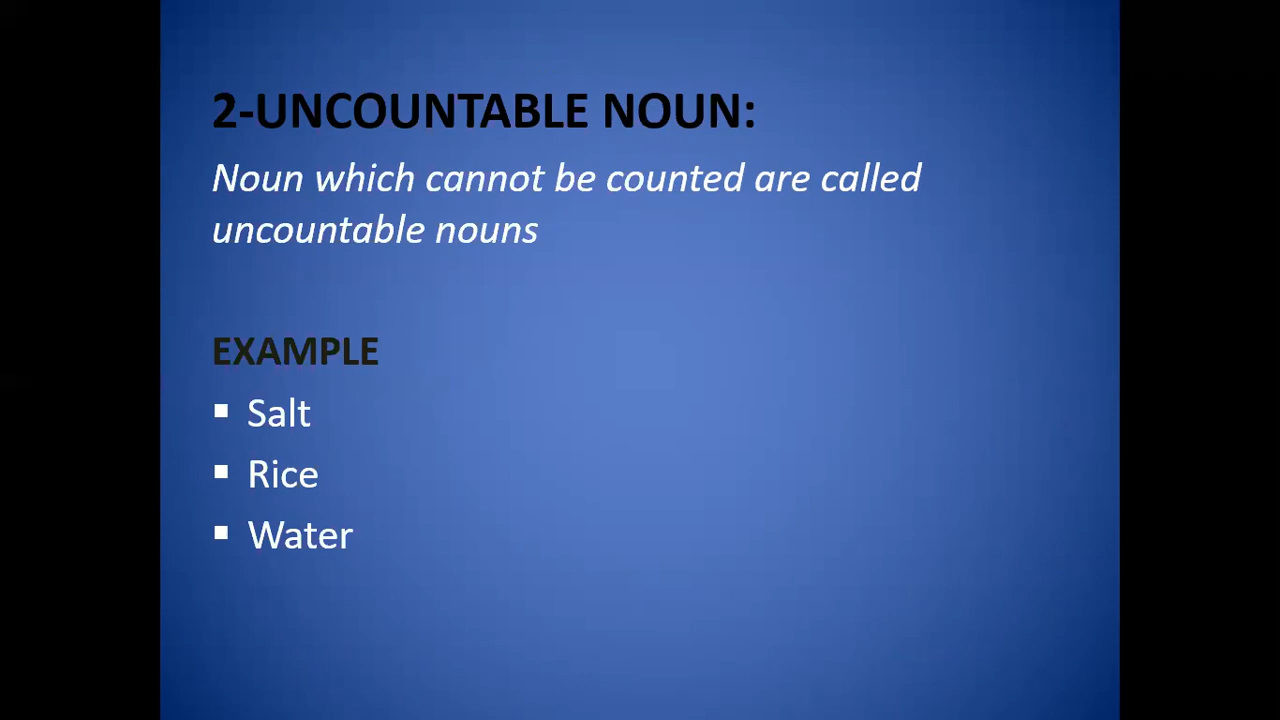 2-UNCOUNTABLE NOUN:
Noun which cannot be counted are called
uncountable nouns
EXAMPLE
▪ Salt
▪ Rice
▪ Water